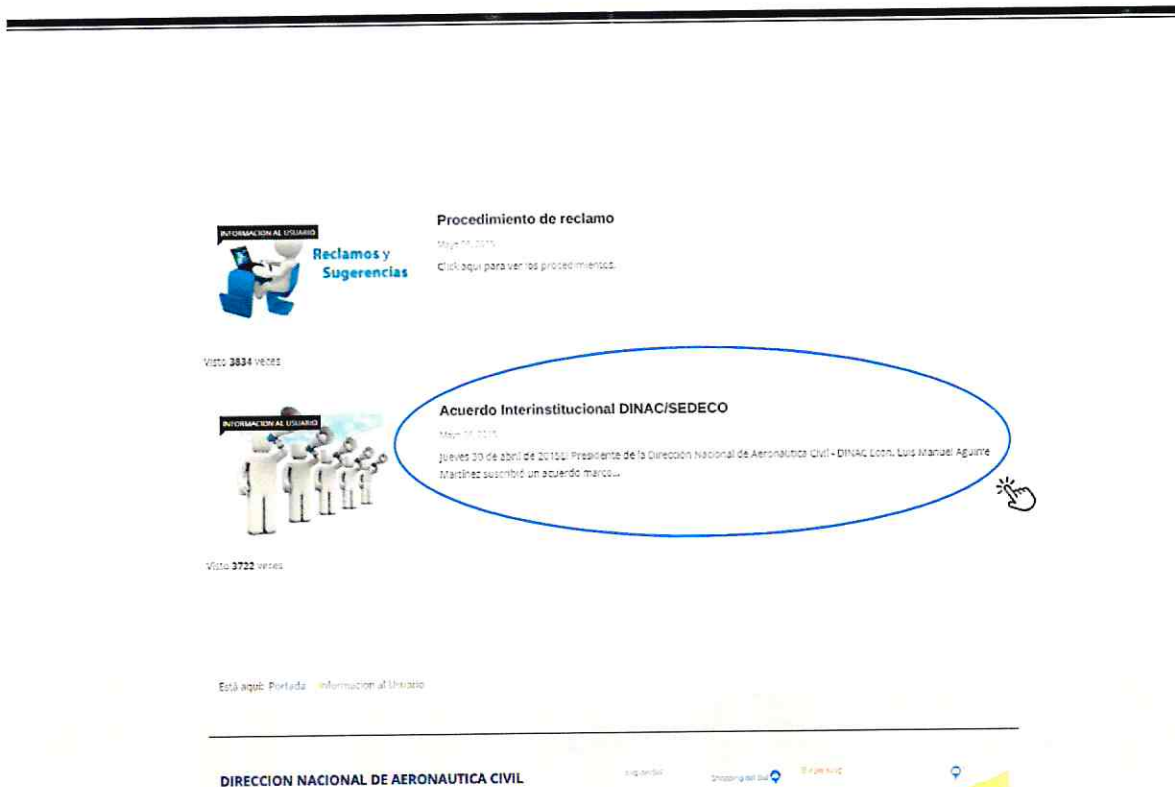 INFORMACION AL USUARIO
Reclamos y
Sugerencias
Procedimiento de reclamo
Click aqui para ver los procedimientos.
Visto 3834 veces
INFORMACION AL USUARIO
Acuerdo Interinstitucional DINAC/SEDECO
Jueves 30 de abril de Presidente de la Dirección Nacional de Aeronáutica Civil - DINAC Econ. Luis Manuel Aguirre
Martínez suscribió un acuerdo marco...
Visto 3722 veces
Está aquí: Portada Informacion al Usuario
DIRECCION NACIONAL DE AERONAUTICA CIVIL
Shopping del Sol